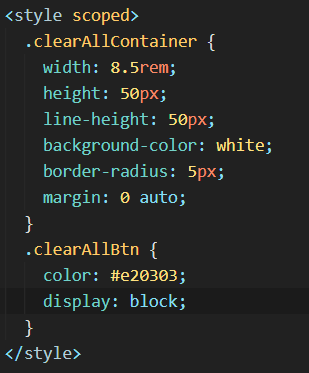 <style scoped>
  .clearAllContainer {
    width: 8.5rem;
    height: 50px;
    line-height: 50px;
    background-color: white;
    border-radius: 5px;
    margin: 0 auto;
  }
  .clearAllBtn {
    color: #e20303;
    display: block;
  }
</style>